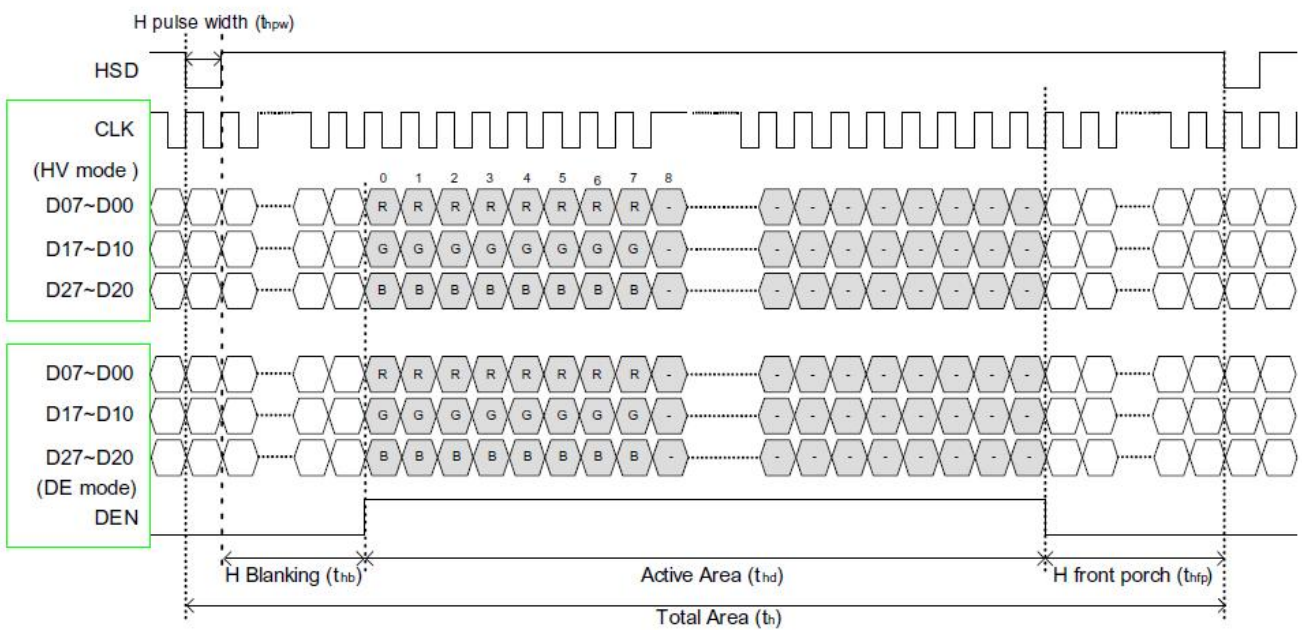 H pulse width (thpw)
HSD
CLK
(HV mode )
0 1 2 3 4 5 6 7 8
D07~D00 R R R R R R R R - - - - - - - - -
D17~D10 G G G G G G G G - - - - - - - - -
D27~D20 B B B B B B B B - - - - - - - - -
D07~D00 R R R R R R R R - - - - - - - - -
D17~D10 G G G G G G G G - - - - - - - - -
D27~D20 B B B B B B B B - - - - - - - - -
(DE mode)
DEN
H Blanking (thb) Active Area (thd) H front porch (thfp)
Total Area (th)